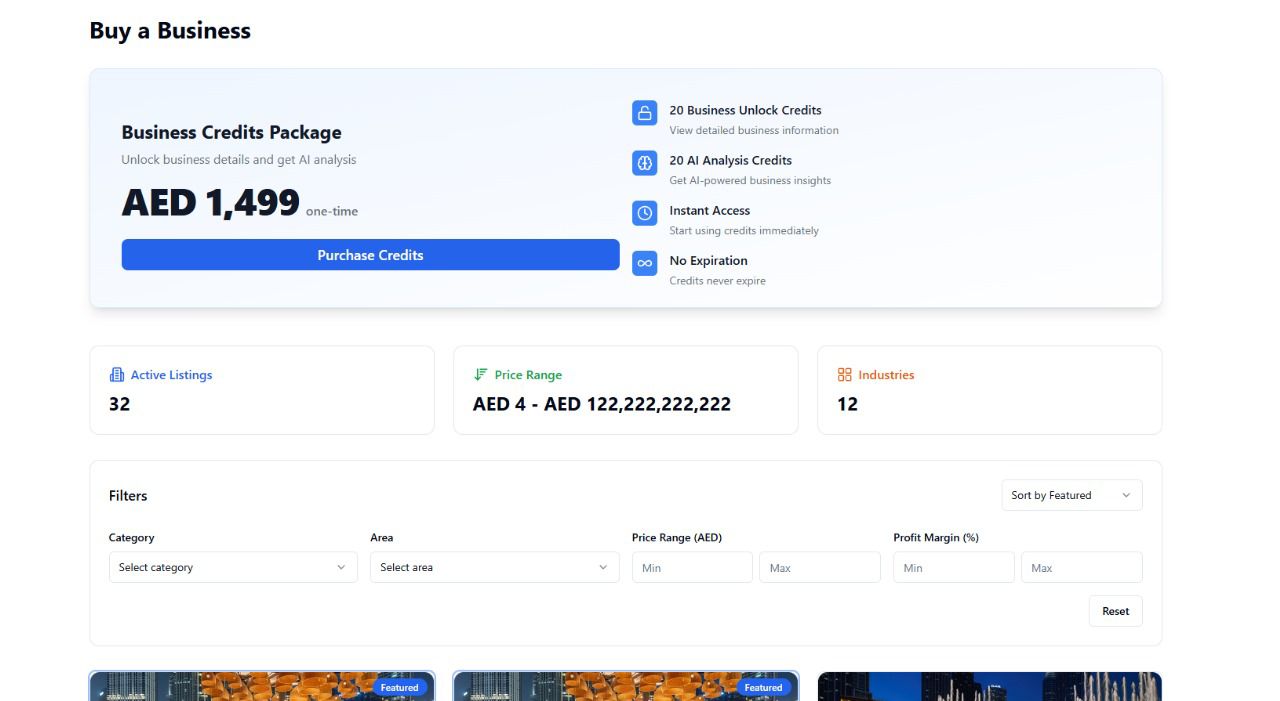 Buy a Business
Business Credits Package
Unlock business details and get AI analysis
AED 1,499 one-time
Purchase Credits
20 Business Unlock Credits
View detailed business information
20 AI Analysis Credits
Get AI-powered business insights
Instant Access
Start using credits immediately
No Expiration
Credits never expire
Active Listings
32
Price Range
AED 4 - AED 122,222,222,222
Industries
12
Filters
Sort by Featured
Category
Select category
Area
Select area
Price Range (AED)
Min
Max
Profit Margin (%)
Min
Max
Reset
Featured
Featured